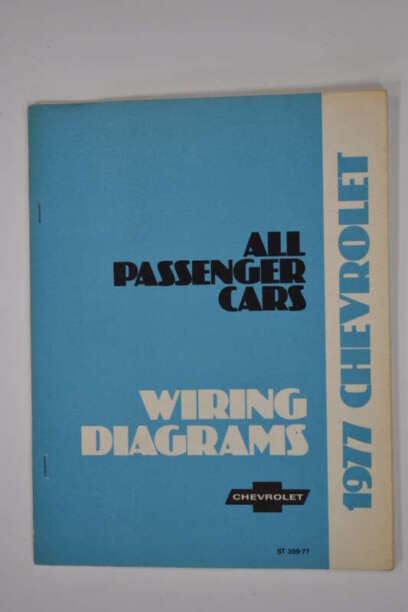 ALL
PASSENGER
CARS
WIRING
DIAGRAMS
CHEVROLET
ST 359-77
1977 CHEVROLET